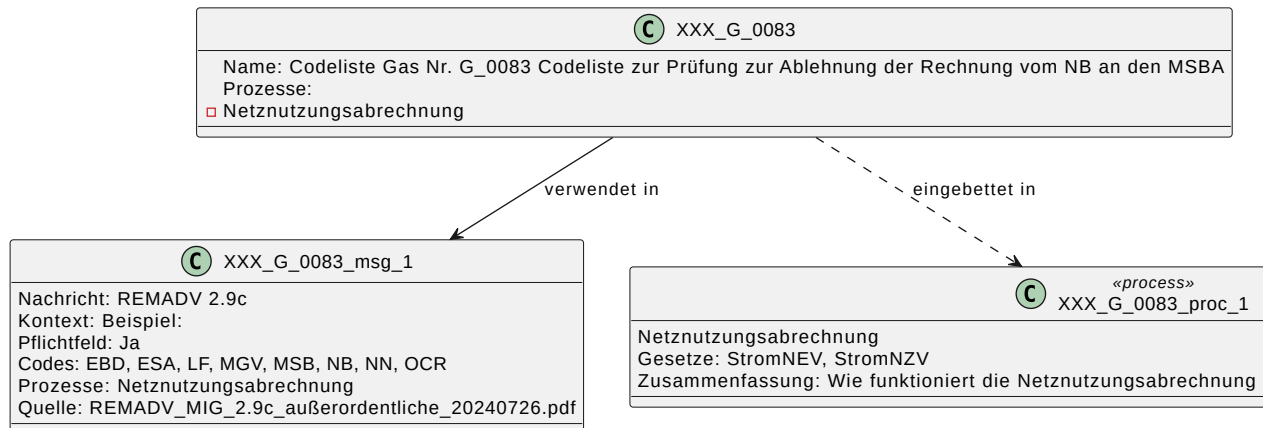 C XXX_G_0083
Name: Codeliste Gas Nr. G_0083 Codeliste zur Prüfung zur Ablehnung der Rechnung vom NB an den MSBA
Prozesse:
Netznutzungsabrechnung
verwendet in
eingebettet in
C XXX_G_0083_msg_1
Nachricht: REMADV 2.9c
Kontext: Beispiel:
Pflichtfeld: Ja
Codes: EBD, ESA, LF, MGV, MSB, NB, NN, OCR
Prozesse: Netznutzungsabrechnung
Quelle: REMADV_MIG_2.9c_außerordentliche_20240726.pdf
«process»
C XXX_G_0083_proc_1
Netznutzungsabrechnung
Gesetze: StromNEV, StromNZV
Zusammenfassung: Wie funktioniert die Netznutzungsabrechnung